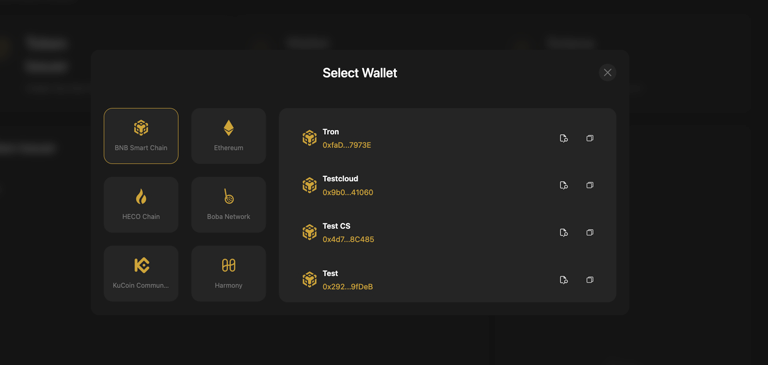 Select Wallet
BNB Smart Chain
Ethereum
HECO Chain
Boba Network
KuCoin Commun...
Harmony
Tron
0xfaD...7973E
Testcloud
0x9b0...41060
Test CS
0x4d7...8C485
Test
0x292...9fDeB